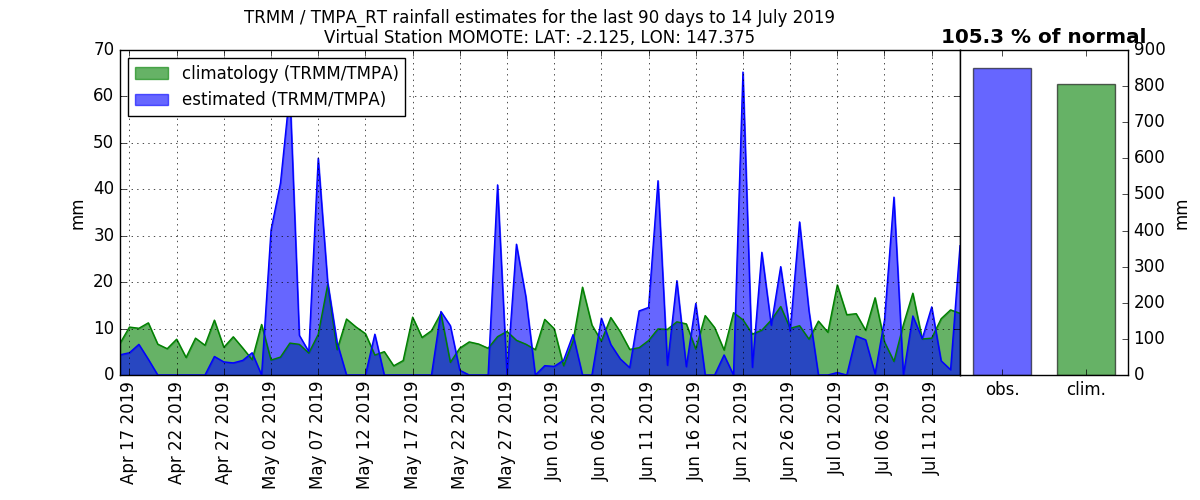 TRMM / TMPA_RT rainfall estimates for the last 90 days to 14 July 2019
Virtual Station MOMOTE: LAT: -2.125, LON: 147.375
105.3 % of normal
climatology (TRMM/TMPA)
estimated (TRMM/TMPA)
70
60
50
40
30
20
10
0
mm
Apr 17 2019
Apr 22 2019
Apr 27 2019
May 02 2019
May 07 2019
May 12 2019
May 17 2019
May 22 2019
May 27 2019
Jun 01 2019
Jun 06 2019
Jun 11 2019
Jun 16 2019
Jun 21 2019
Jun 26 2019
Jul 01 2019
Jul 06 2019
Jul 11 2019
obs.
clim.
900
800
700
600
500
400
300
200
100
0
mm